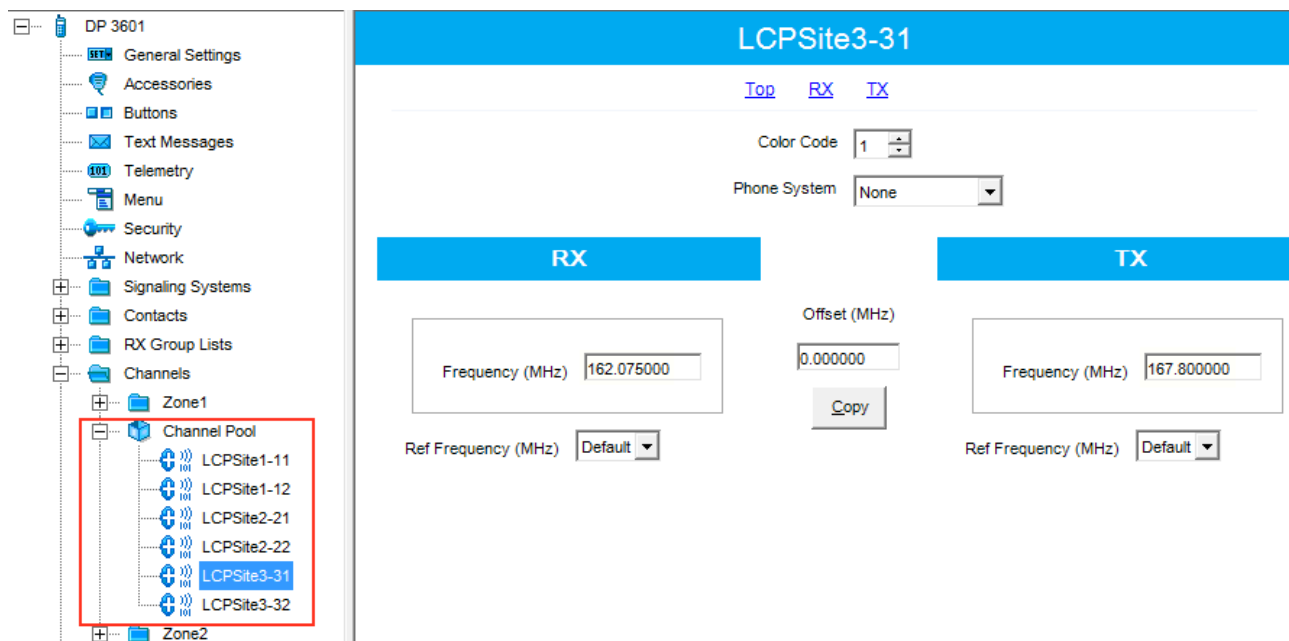 DP 3601
General Settings
Accessories
Buttons
Text Messages
Telemetry
Menu
Security
Network
Signaling Systems
Contacts
RX Group Lists
Channels
Zone1
Channel Pool
LCPSite1-11
LCPSite1-12
LCPSite2-21
LCPSite2-22
LCPSite3-31
LCPSite3-32
Zone2
LCPSite3-31
Top RX TX
Color Code 1
Phone System None
RX
Frequency (MHz) 162.075000
Ref Frequency (MHz) Default
Offset (MHz)
0.000000
Copy
TX
Frequency (MHz) 167.800000
Ref Frequency (MHz) Default